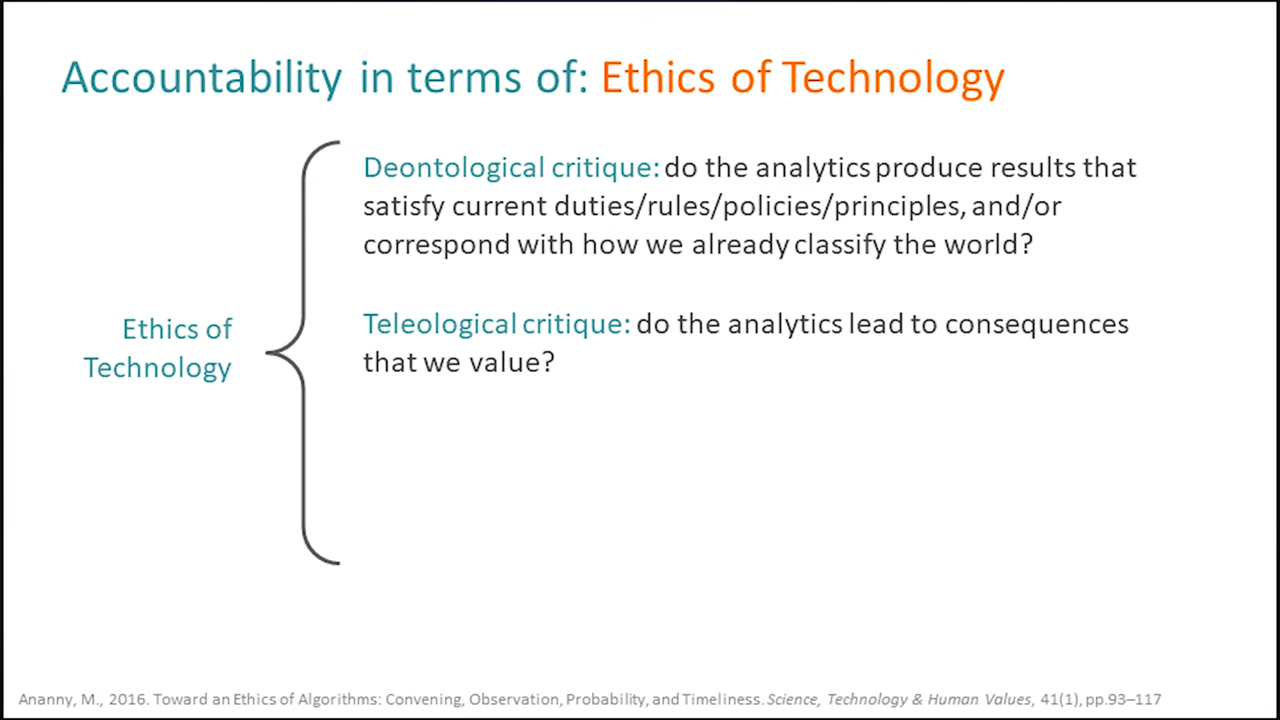 Accountability in terms of: Ethics of Technology
Deontological critique: do the analytics produce results that
satisfy current duties/rules/policies/principles, and/or
correspond with how we already classify the world?
Ethics of
Technology
Teleological critique: do the analytics lead to consequences
that we value?
Ananny, M., 2016. Toward an Ethics of Algorithms: Convening, Observation, Probability, and Timeliness. Science, Technology & Human Values, 41(1), pp.93–117